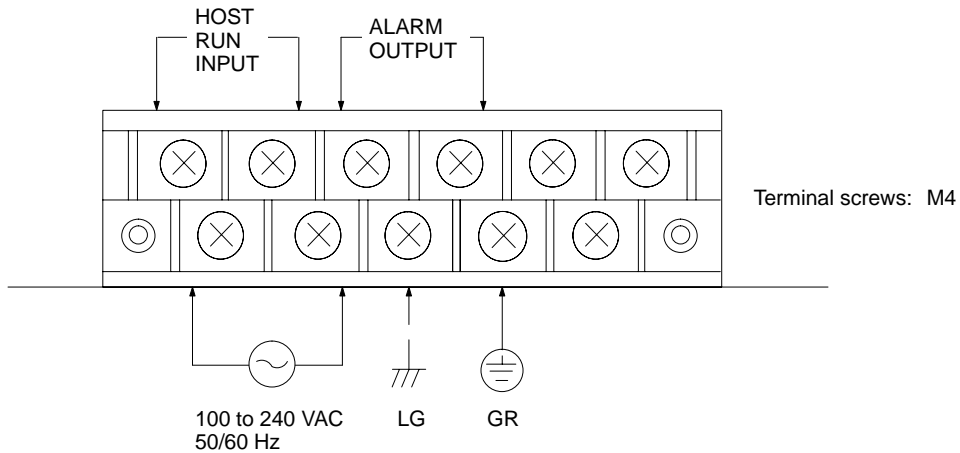 HOST
RUN
INPUT
ALARM
OUTPUT
Terminal screws: M4
100 to 240 VAC
50/60 Hz
LG
GR